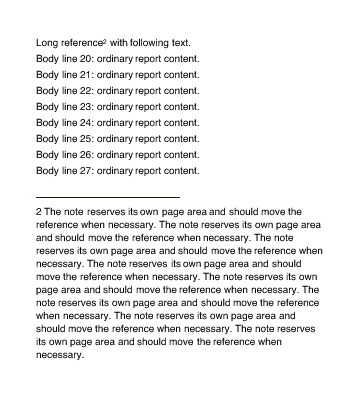 Long reference² with following text.
Body line 20: ordinary report content.
Body line 21: ordinary report content.
Body line 22: ordinary report content.
Body line 23: ordinary report content.
Body line 24: ordinary report content.
Body line 25: ordinary report content.
Body line 26: ordinary report content.
Body line 27: ordinary report content.
2 The note reserves its own page area and should move the
reference when necessary. The note reserves its own page area
and should move the reference when necessary. The note
reserves its own page area and should move the reference when
necessary. The note reserves its own page area and should
move the reference when necessary. The note reserves its own
page area and should move the reference when necessary. The
note reserves its own page area and should move the reference
when necessary. The note reserves its own page area and
should move the reference when necessary. The note reserves
its own page area and should move the reference when
necessary.